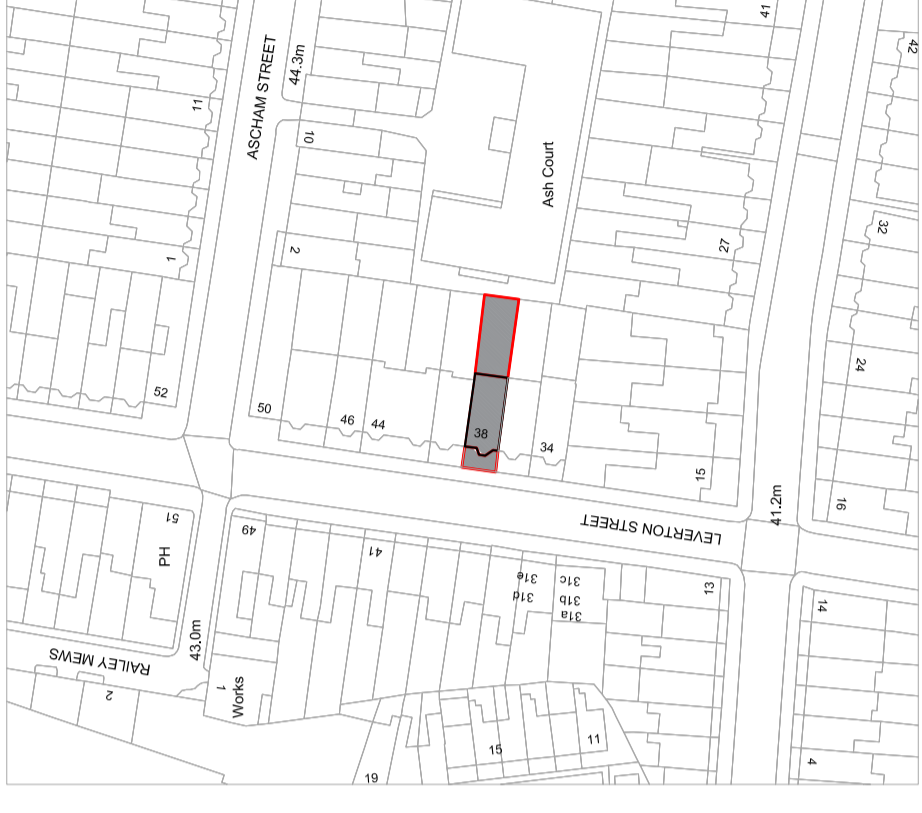 41
42
44.3m
ASCHAM STREET
11
10
Ash Court
32
27
2
1
24
52
50
46
44
38
34
15
16
41.2m
LEVERTON STREET
51
49
41
PH
31e
31c
31d
31b
31a
13
14
43.0m
RAILEY MEWS
2
1
Works
15
11
19
4